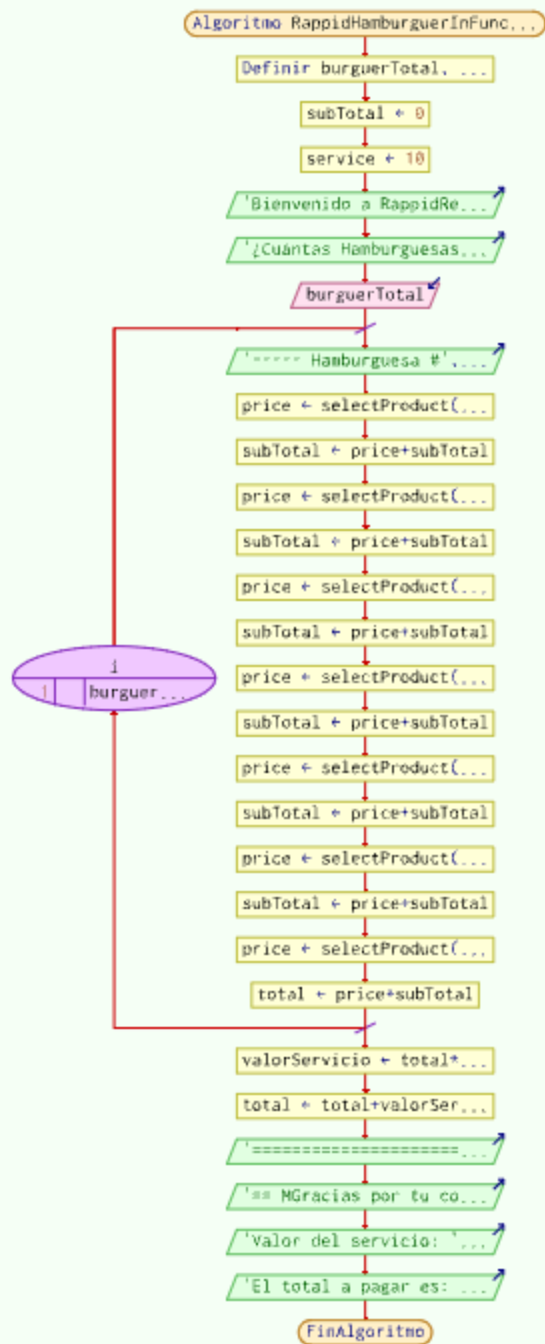 Algoritmo RappidHamburguerInFunc...
Definir burguerTotal, ...
subTotal ← 0
service ← 10
'Bienvenido a RappidRe...
'¿Cuántas Hamburguesas...
burguerTotal
'----- Hamburguesa #',...
price ← selectProduct(...
subTotal ← price+subTotal
price ← selectProduct(...
subTotal ← price+subTotal
price ← selectProduct(...
subTotal ← price+subTotal
i
1 burguer...
price ← selectProduct(...
subTotal ← price+subTotal
price ← selectProduct(...
subTotal ← price+subTotal
price ← selectProduct(...
subTotal ← price+subTotal
price ← selectProduct(...
total ← price+subTotal
valorServicio ← total*...
total ← total+valorSer...
'=====================...
'== MGracias por tu co...
'Valor del servicio: '...
'El total a pagar es: ...
FinAlgoritmo